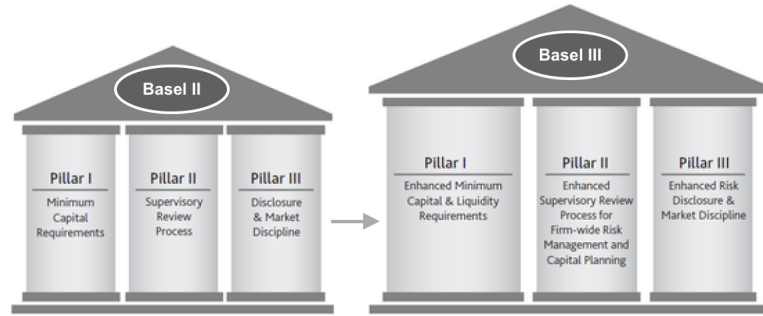 Basel II
Pillar I
Minimum
Capital
Requirements
Pillar II
Supervisory
Review
Process
Pillar III
Disclosure
& Market
Discipline
Basel III
Pillar I
Enhanced Minimum
Capital & Liquidity
Requirements
Pillar II
Enhanced
Supervisory Review
Process for
Firm-wide Risk
Management and
Capital Planning
Pillar III
Enhanced Risk
Disclosure &
Market Discipline